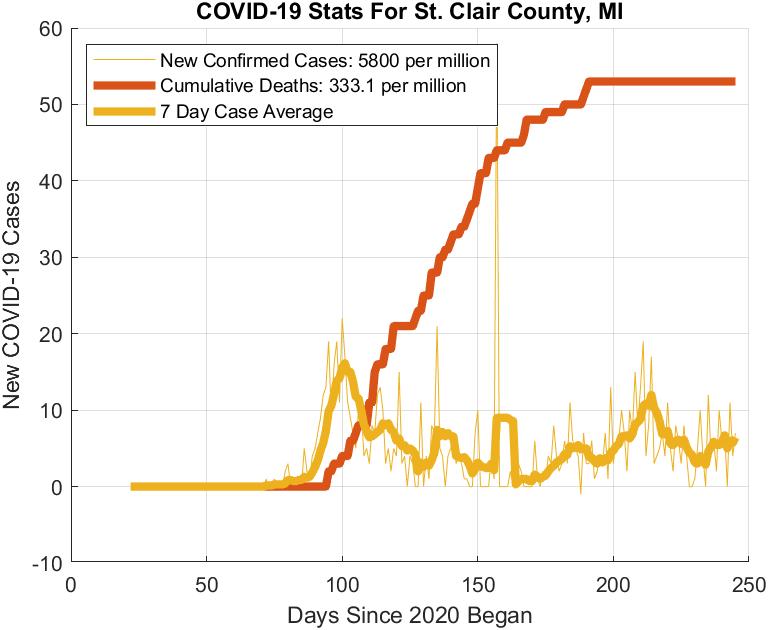 COVID-19 Stats For St. Clair County, MI
New Confirmed Cases: 5800 per million
Cumulative Deaths: 333.1 per million
7 Day Case Average
New COVID-19 Cases
60
50
40
30
20
10
0
-10
0 50 100 150 200 250
Days Since 2020 Began